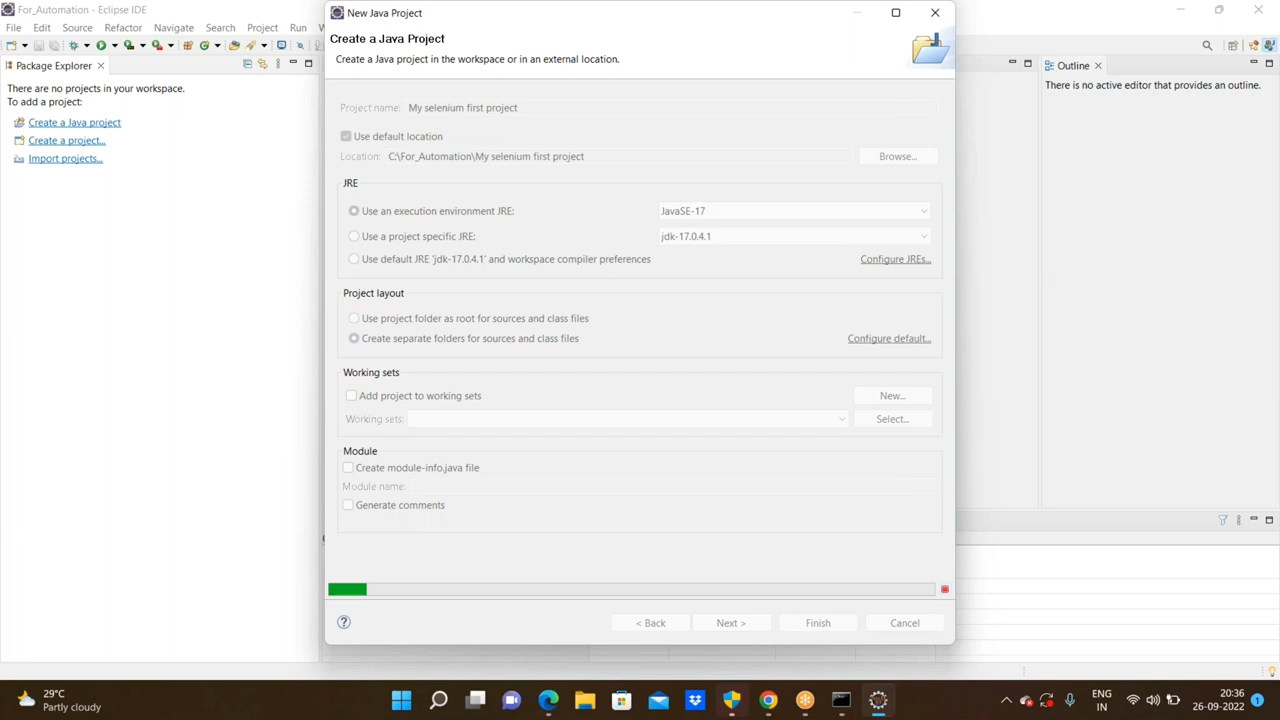 For_Automation - Eclipse IDE
File Edit Source Refactor Navigate Search Project Run
Package Explorer
There are no projects in your workspace.
To add a project:
Create a Java project
Create a project...
Import projects...
New Java Project
Create a Java Project
Create a Java project in the workspace or in an external location.
Project name: My selenium first project
Use default location
Location: C:\For_Automation\My selenium first project Browse...
JRE
Use an execution environment JRE: JavaSE-17
Use a project specific JRE: jdk-17.0.4.1
Use default JRE 'jdk-17.0.4.1' and workspace compiler preferences Configure JREs...
Project layout
Use project folder as root for sources and class files
Create separate folders for sources and class files Configure default...
Working sets
Add project to working sets New...
Working sets: Select...
Module
Create module-info.java file
Module name:
Generate comments
< Back Next > Finish Cancel
Outline
There is no active editor that provides an outline.
29°C
Partly cloudy
ENG
IN
20:36
26-09-2022
1